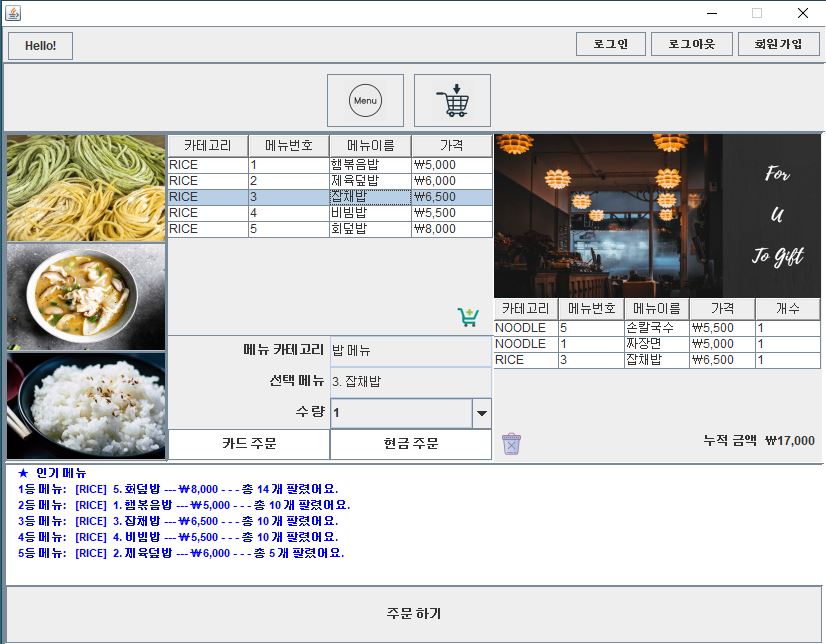 Hello!
로그인 로그아웃 회원가입
Menu
카테고리 메뉴번호 메뉴이름 가격
RICE 1 햄볶음밥 ₩5,000
RICE 2 제육덮밥 ₩6,000
RICE 3 잡채밥 ₩6,500
RICE 4 비빔밥 ₩5,500
RICE 5 회덮밥 ₩8,000
메뉴 카테고리 밥 메뉴
선택 메뉴 3. 잡채밥
수량 1
카드 주문 현금 주문
For
U
To Gift
카테고리 메뉴번호 메뉴이름 가격 개수
NOODLE 5 손칼국수 ₩5,500 1
NOODLE 1 짜장면 ₩5,000 1
RICE 3 잡채밥 ₩6,500 1
누적 금액 ₩17,000
★ 인기 메뉴
1등 메뉴: [RICE] 5. 회덮밥 --- ₩8,000 - - - 총 14 개 팔렸어요.
2등 메뉴: [RICE] 1. 햄볶음밥 --- ₩5,000 - - - 총 10 개 팔렸어요.
3등 메뉴: [RICE] 3. 잡채밥 --- ₩6,500 - - - 총 10 개 팔렸어요.
4등 메뉴: [RICE] 4. 비빔밥 --- ₩5,500 - - - 총 10 개 팔렸어요.
5등 메뉴: [RICE] 2. 제육덮밥 --- ₩6,000 - - - 총 5 개 팔렸어요.
주문 하기